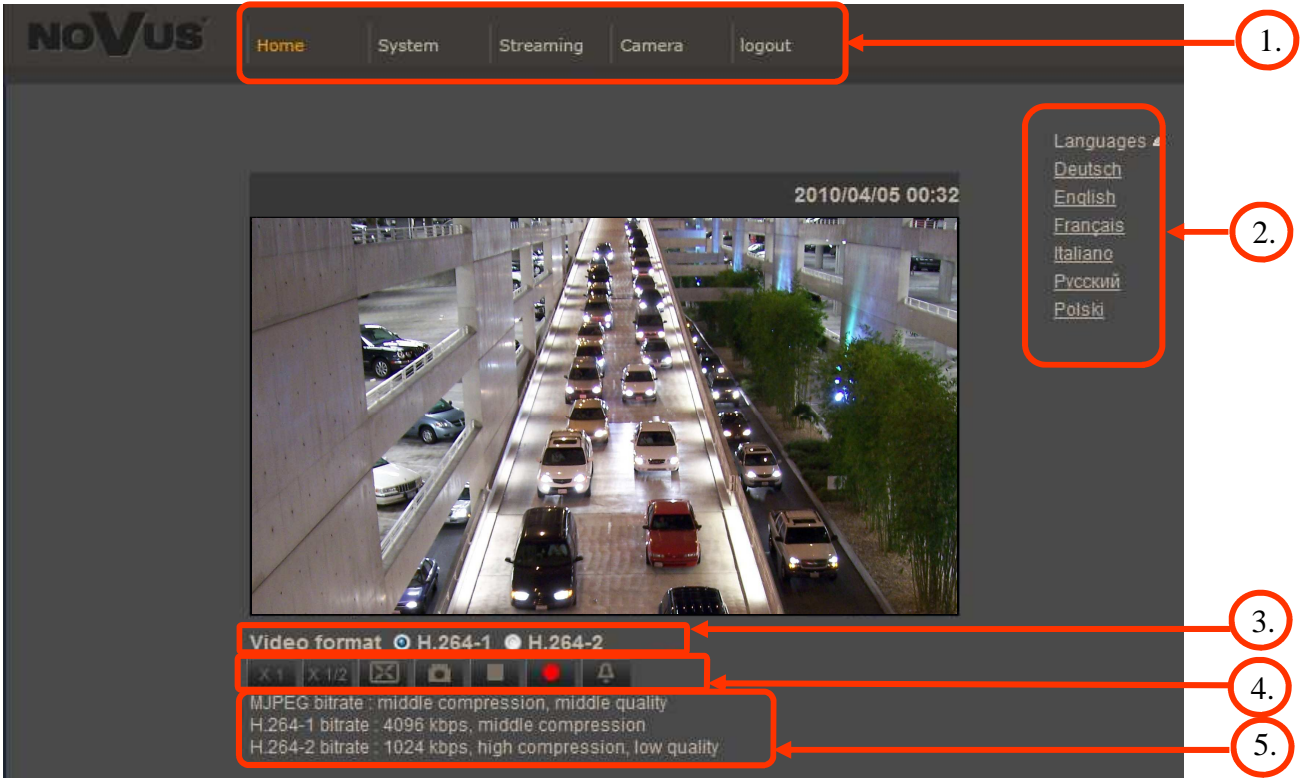 NOVUS
Home System Streaming Camera logout
1.
Languages
Deutsch
English
Français
Italiano
Русский
Polski
2.
2010/04/05 00:32
Video format H.264-1 H.264-2
3.
X 1 X 1/2
4.
MJPEG bitrate : middle compression, middle quality
H.264-1 bitrate : 4096 kbps, middle compression
H.264-2 bitrate : 1024 kbps, high compression, low quality
5.